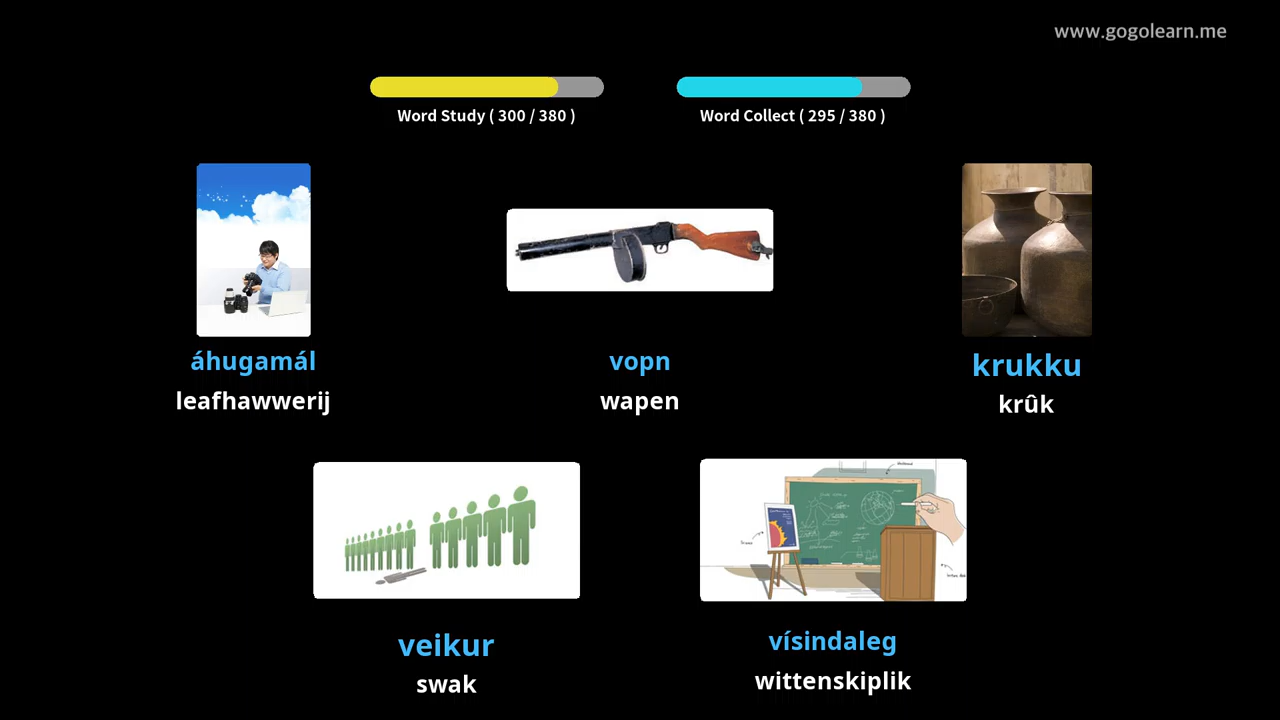 www.gogolearn.me
Word Study ( 300 / 380 )
Word Collect ( 295 / 380 )
áhugamál
leafhawwerij
vopn
wapen
krukku
krûk
veikur
swak
vísindaleg
wittenskiplik